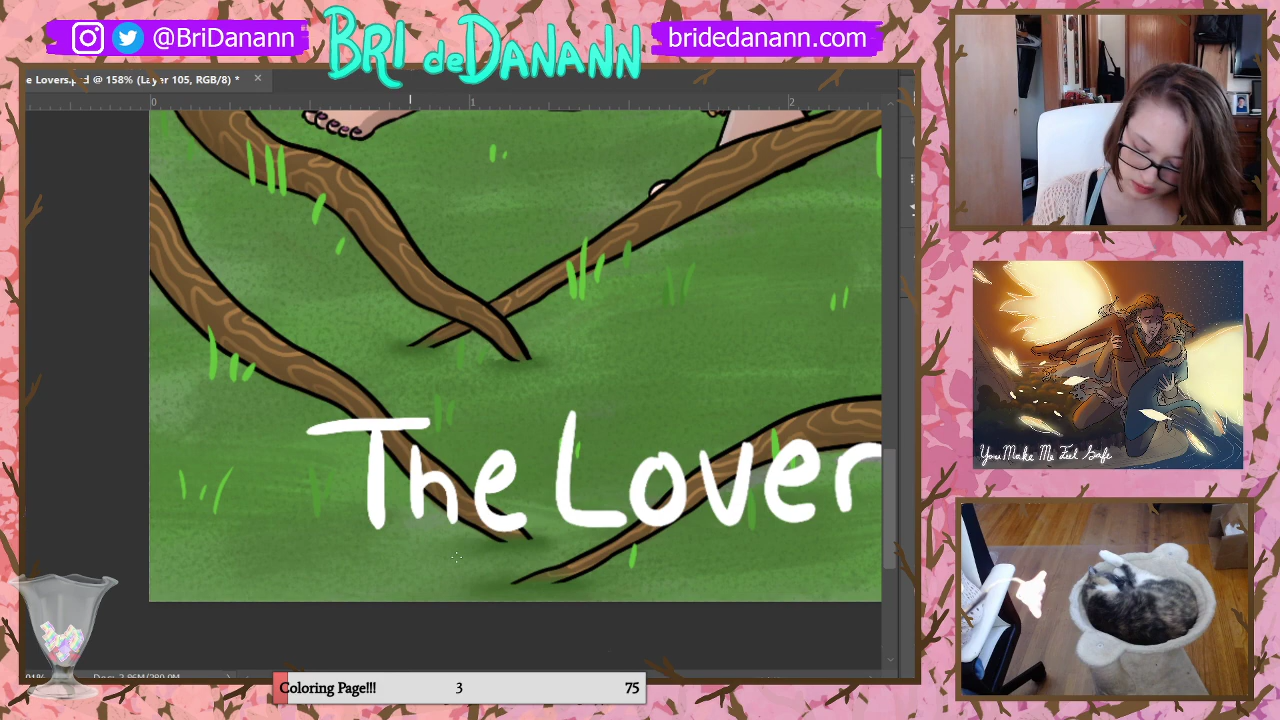 @BriDanann
BRI deDANANN
bridedanann.com
e Lovers.psd @ 158% (Layer 105, RGB/8) *
0 1 2
The Lover
You Make Me Feel Safe
Coloring Page!!! 3 75